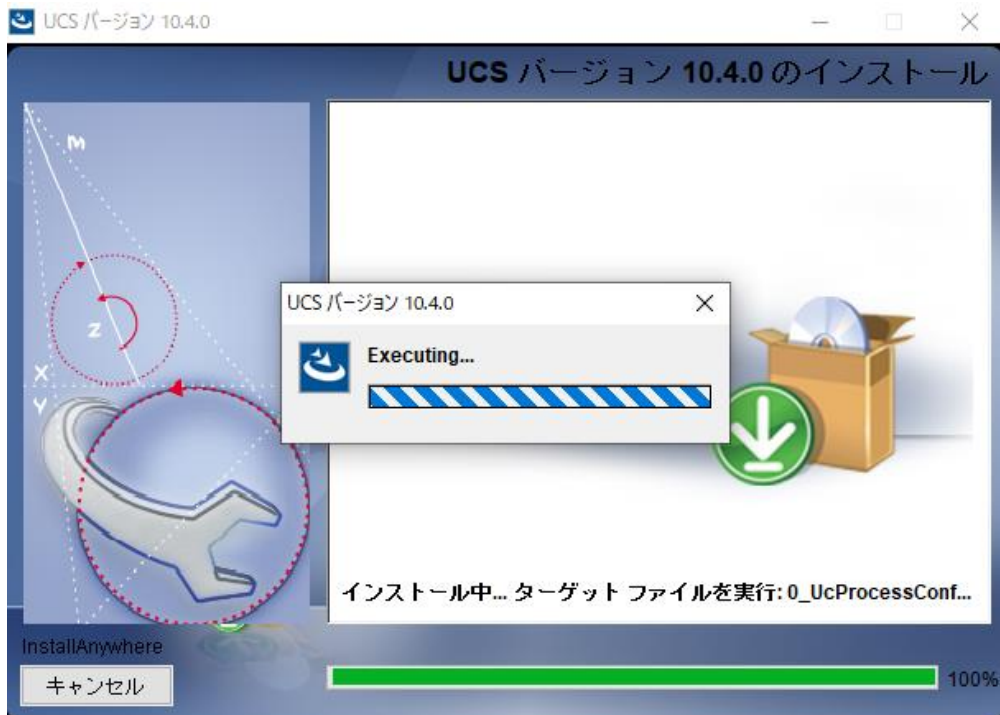 UCS バージョン 10.4.0
UCS バージョン 10.4.0 のインストール
m
z
X
Y
UCS バージョン 10.4.0
Executing...
インストール中... ターゲット ファイルを実行: 0_UcProcessConf...
InstallAnywhere
キャンセル
100%